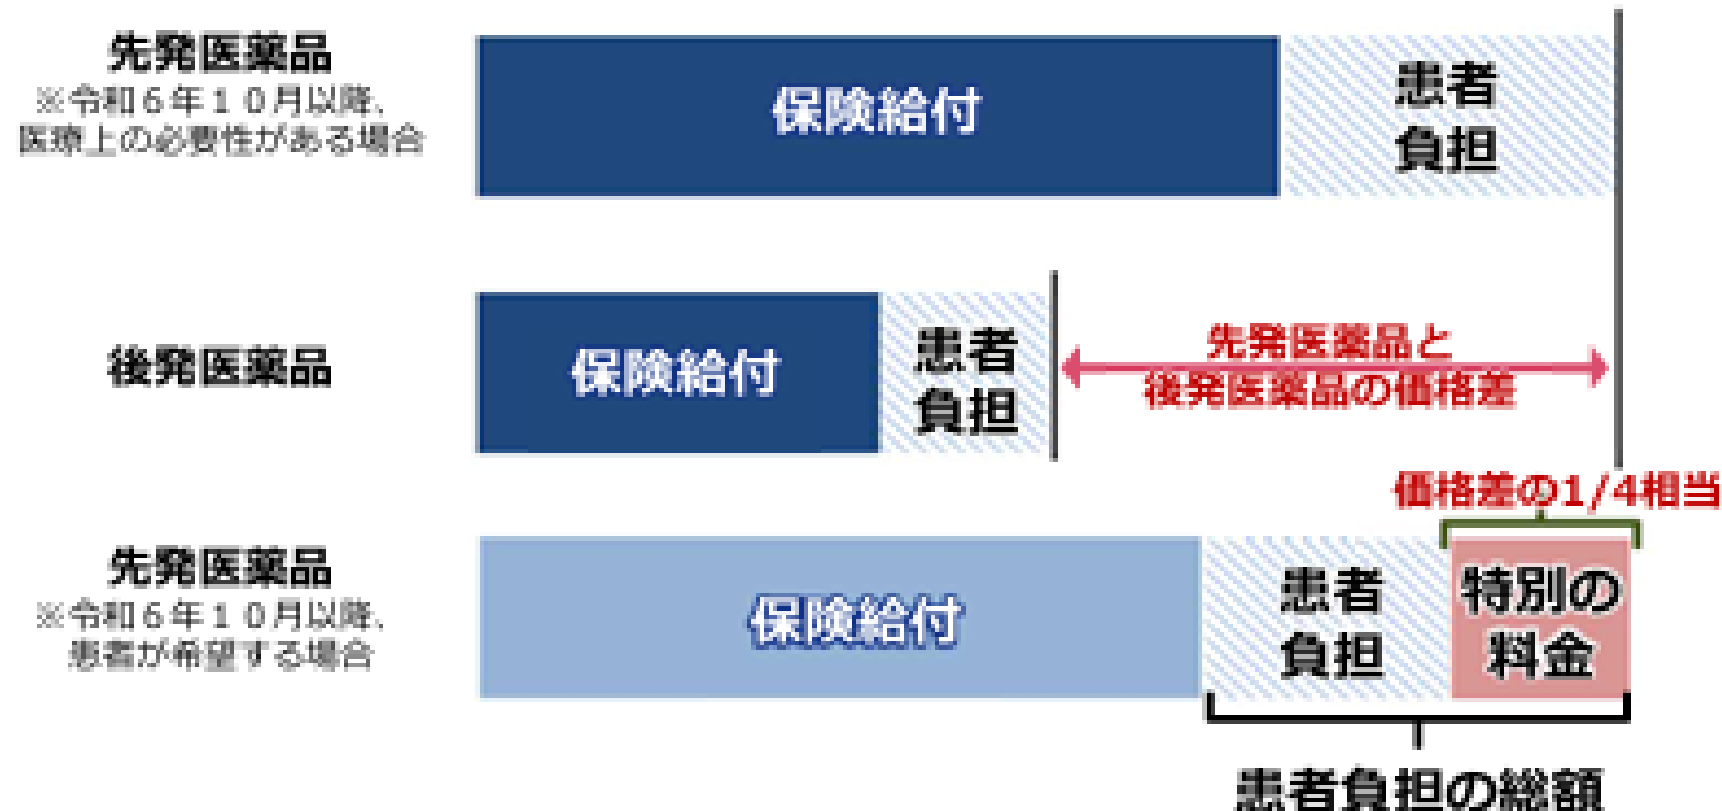 先発医薬品
※令和6年10月以降、
医療上の必要性がある場合
保険給付
患者
負担
後発医薬品
保険給付
患者
負担
先発医薬品と
後発医薬品の価格差
価格差の1/4相当
先発医薬品
※令和6年10月以降、
患者が希望する場合
保険給付
患者
負担
特別の
料金
患者負担の総額